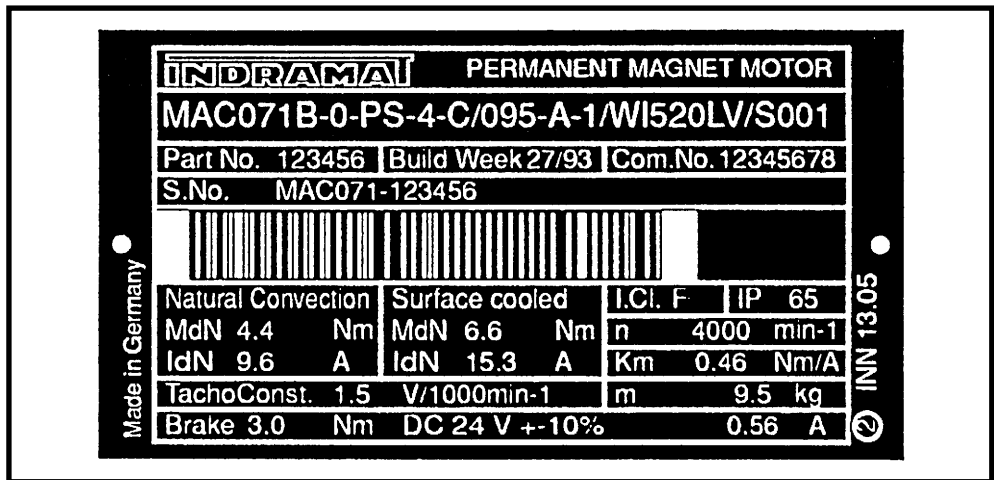 INDRAMAT PERMANENT MAGNET MOTOR
MAC071B-0-PS-4-C/095-A-1/WI520LV/S001
Part No. 123456 Build Week 27/93 Com.No. 12345678
S.No. MAC071-123456
Natural Convection Surface cooled I.Cl. F IP 65
MdN 4.4 Nm MdN 6.6 Nm n 4000 min-1
IdN 9.6 A IdN 15.3 A Km 0.46 Nm/A
TachoConst. 1.5 V/1000min-1 m 9.5 kg
Brake 3.0 Nm DC 24 V +-10% 0.56 A
Made in Germany
2 INN 13.05